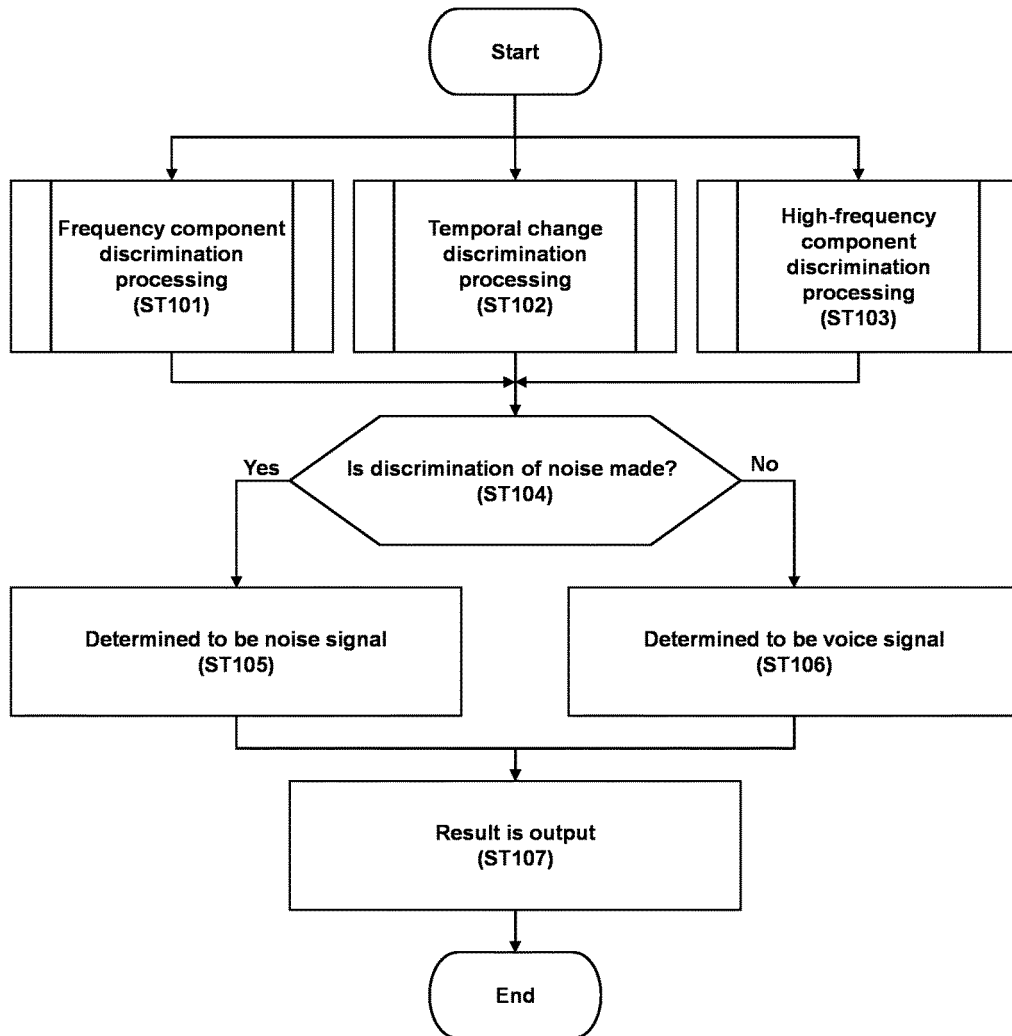 Start
Frequency component
discrimination
processing
(ST101)
Temporal change
discrimination
processing
(ST102)
High-frequency
component
discrimination
processing
(ST103)
Yes
Is discrimination of noise made?
(ST104)
No
Determined to be noise signal
(ST105)
Determined to be voice signal
(ST106)
Result is output
(ST107)
End